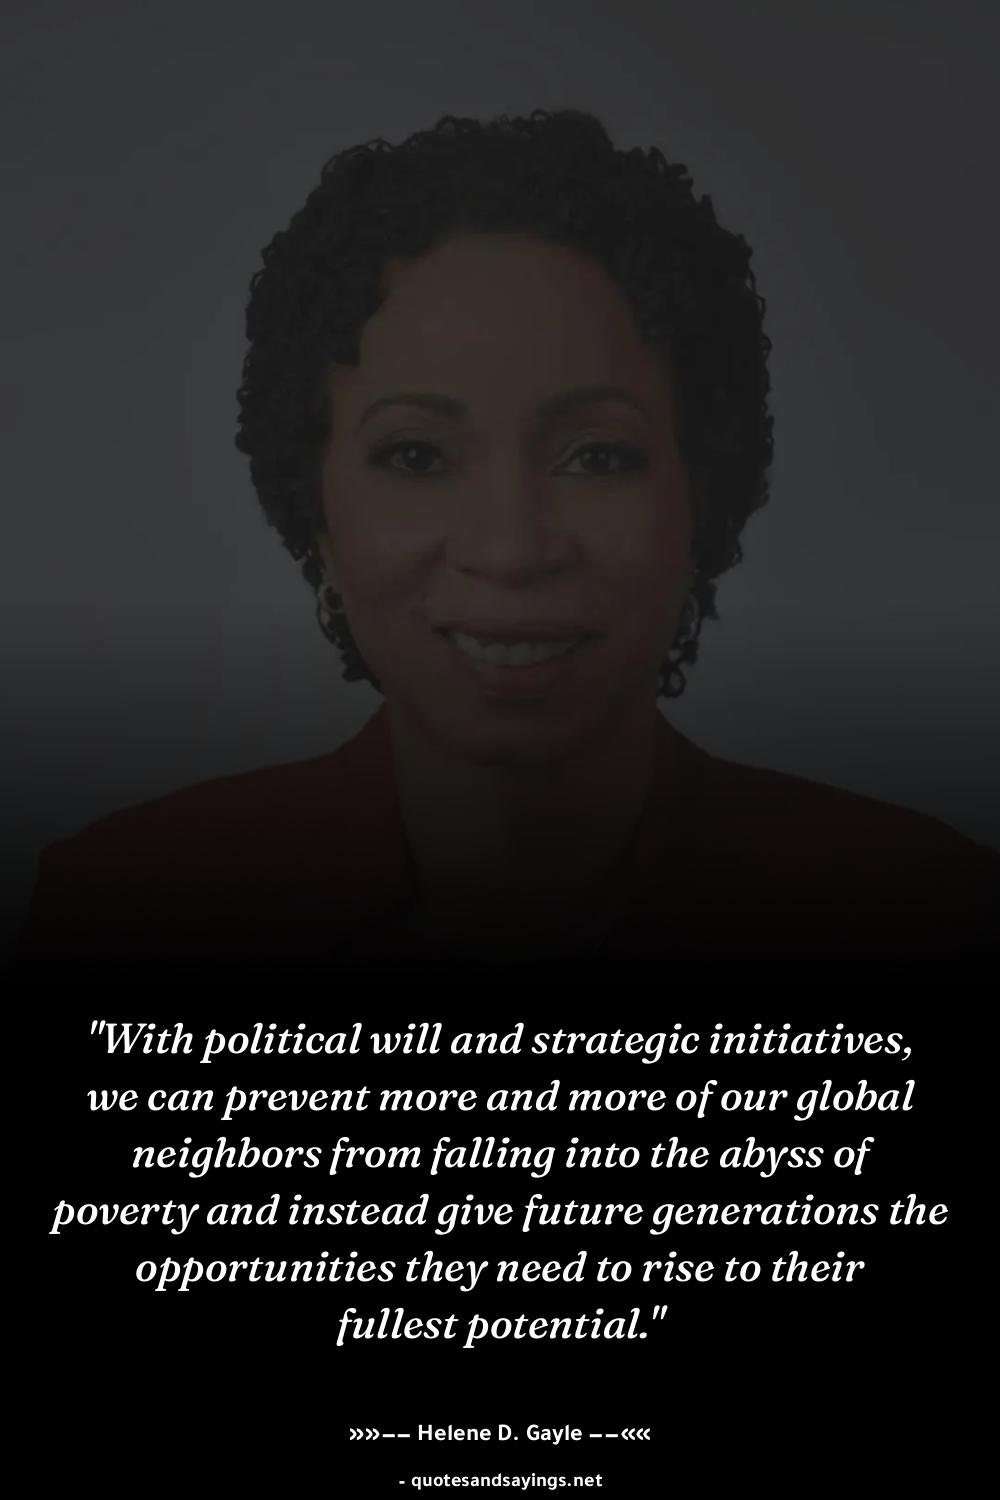 "With political will and strategic initiatives,
we can prevent more and more of our global
neighbors from falling into the abyss of
poverty and instead give future generations the
opportunities they need to rise to their
fullest potential."
»»–– Helene D. Gayle ––««
- quotesandsayings.net